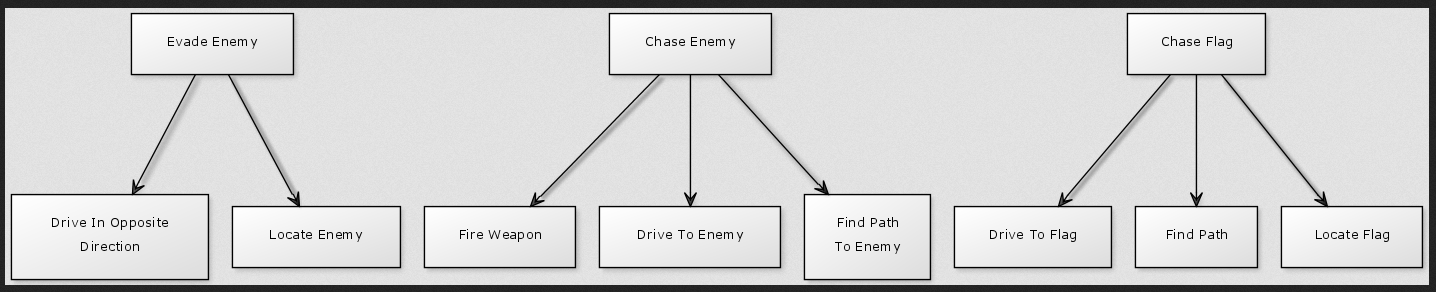 Evade Enemy
Chase Enemy
Chase Flag
Drive In Opposite
Direction
Locate Enemy
Fire Weapon
Drive To Enemy
Find Path
To Enemy
Drive To Flag
Find Path
Locate Flag